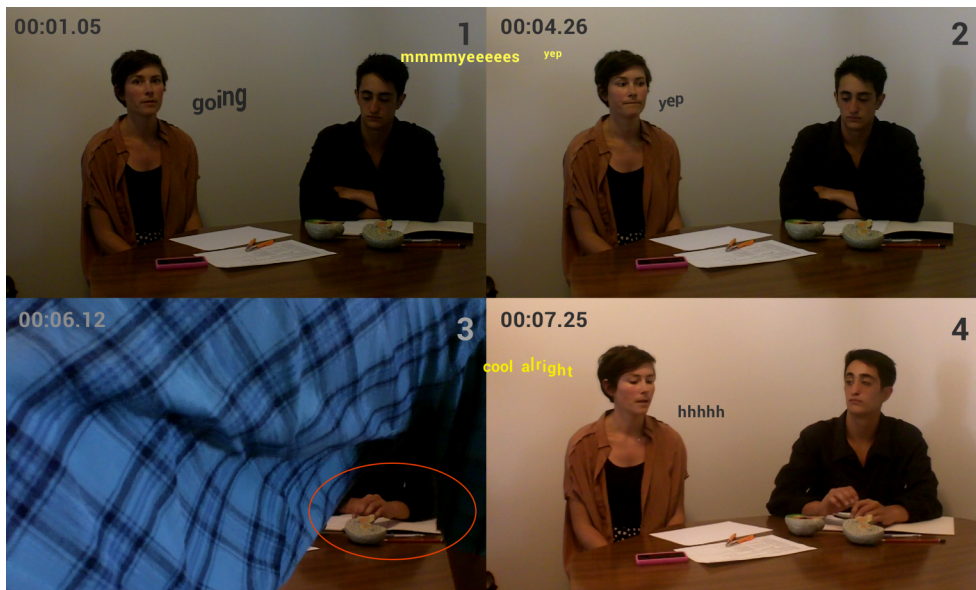 00:01.05
1
going
mmmmyeeeees yep
00:04.26
2
yep
00:06.12
3
00:07.25
4
cool alright
hhhhh